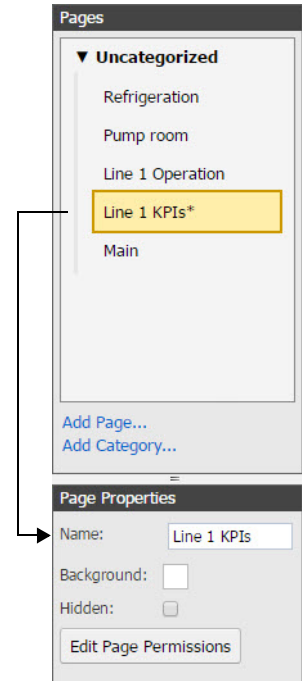 Pages
▼ Uncategorized
Refrigeration
Pump room
Line 1 Operation
Line 1 KPIs*
Main
Add Page...
Add Category...
Page Properties
Name: Line 1 KPIs
Background:
Hidden:
Edit Page Permissions